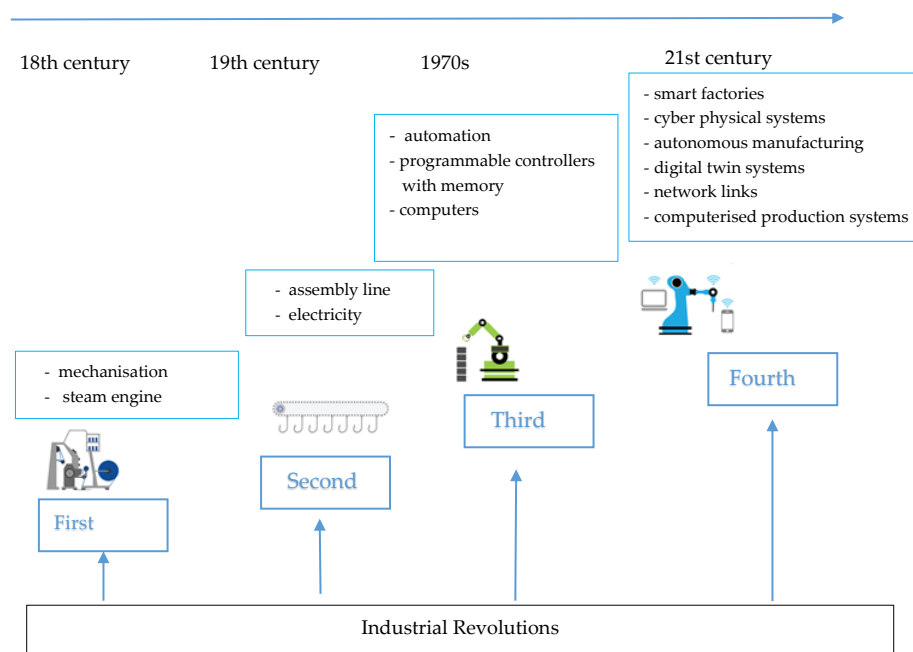 18th century
19th century
1970s
21st century
- smart factories
- cyber physical systems
- autonomous manufacturing
- digital twin systems
- network links
- computerised production systems
- automation
- programmable controllers
with memory
- computers
- assembly line
- electricity
- mechanisation
- steam engine
Fourth
Third
Second
First
Industrial Revolutions